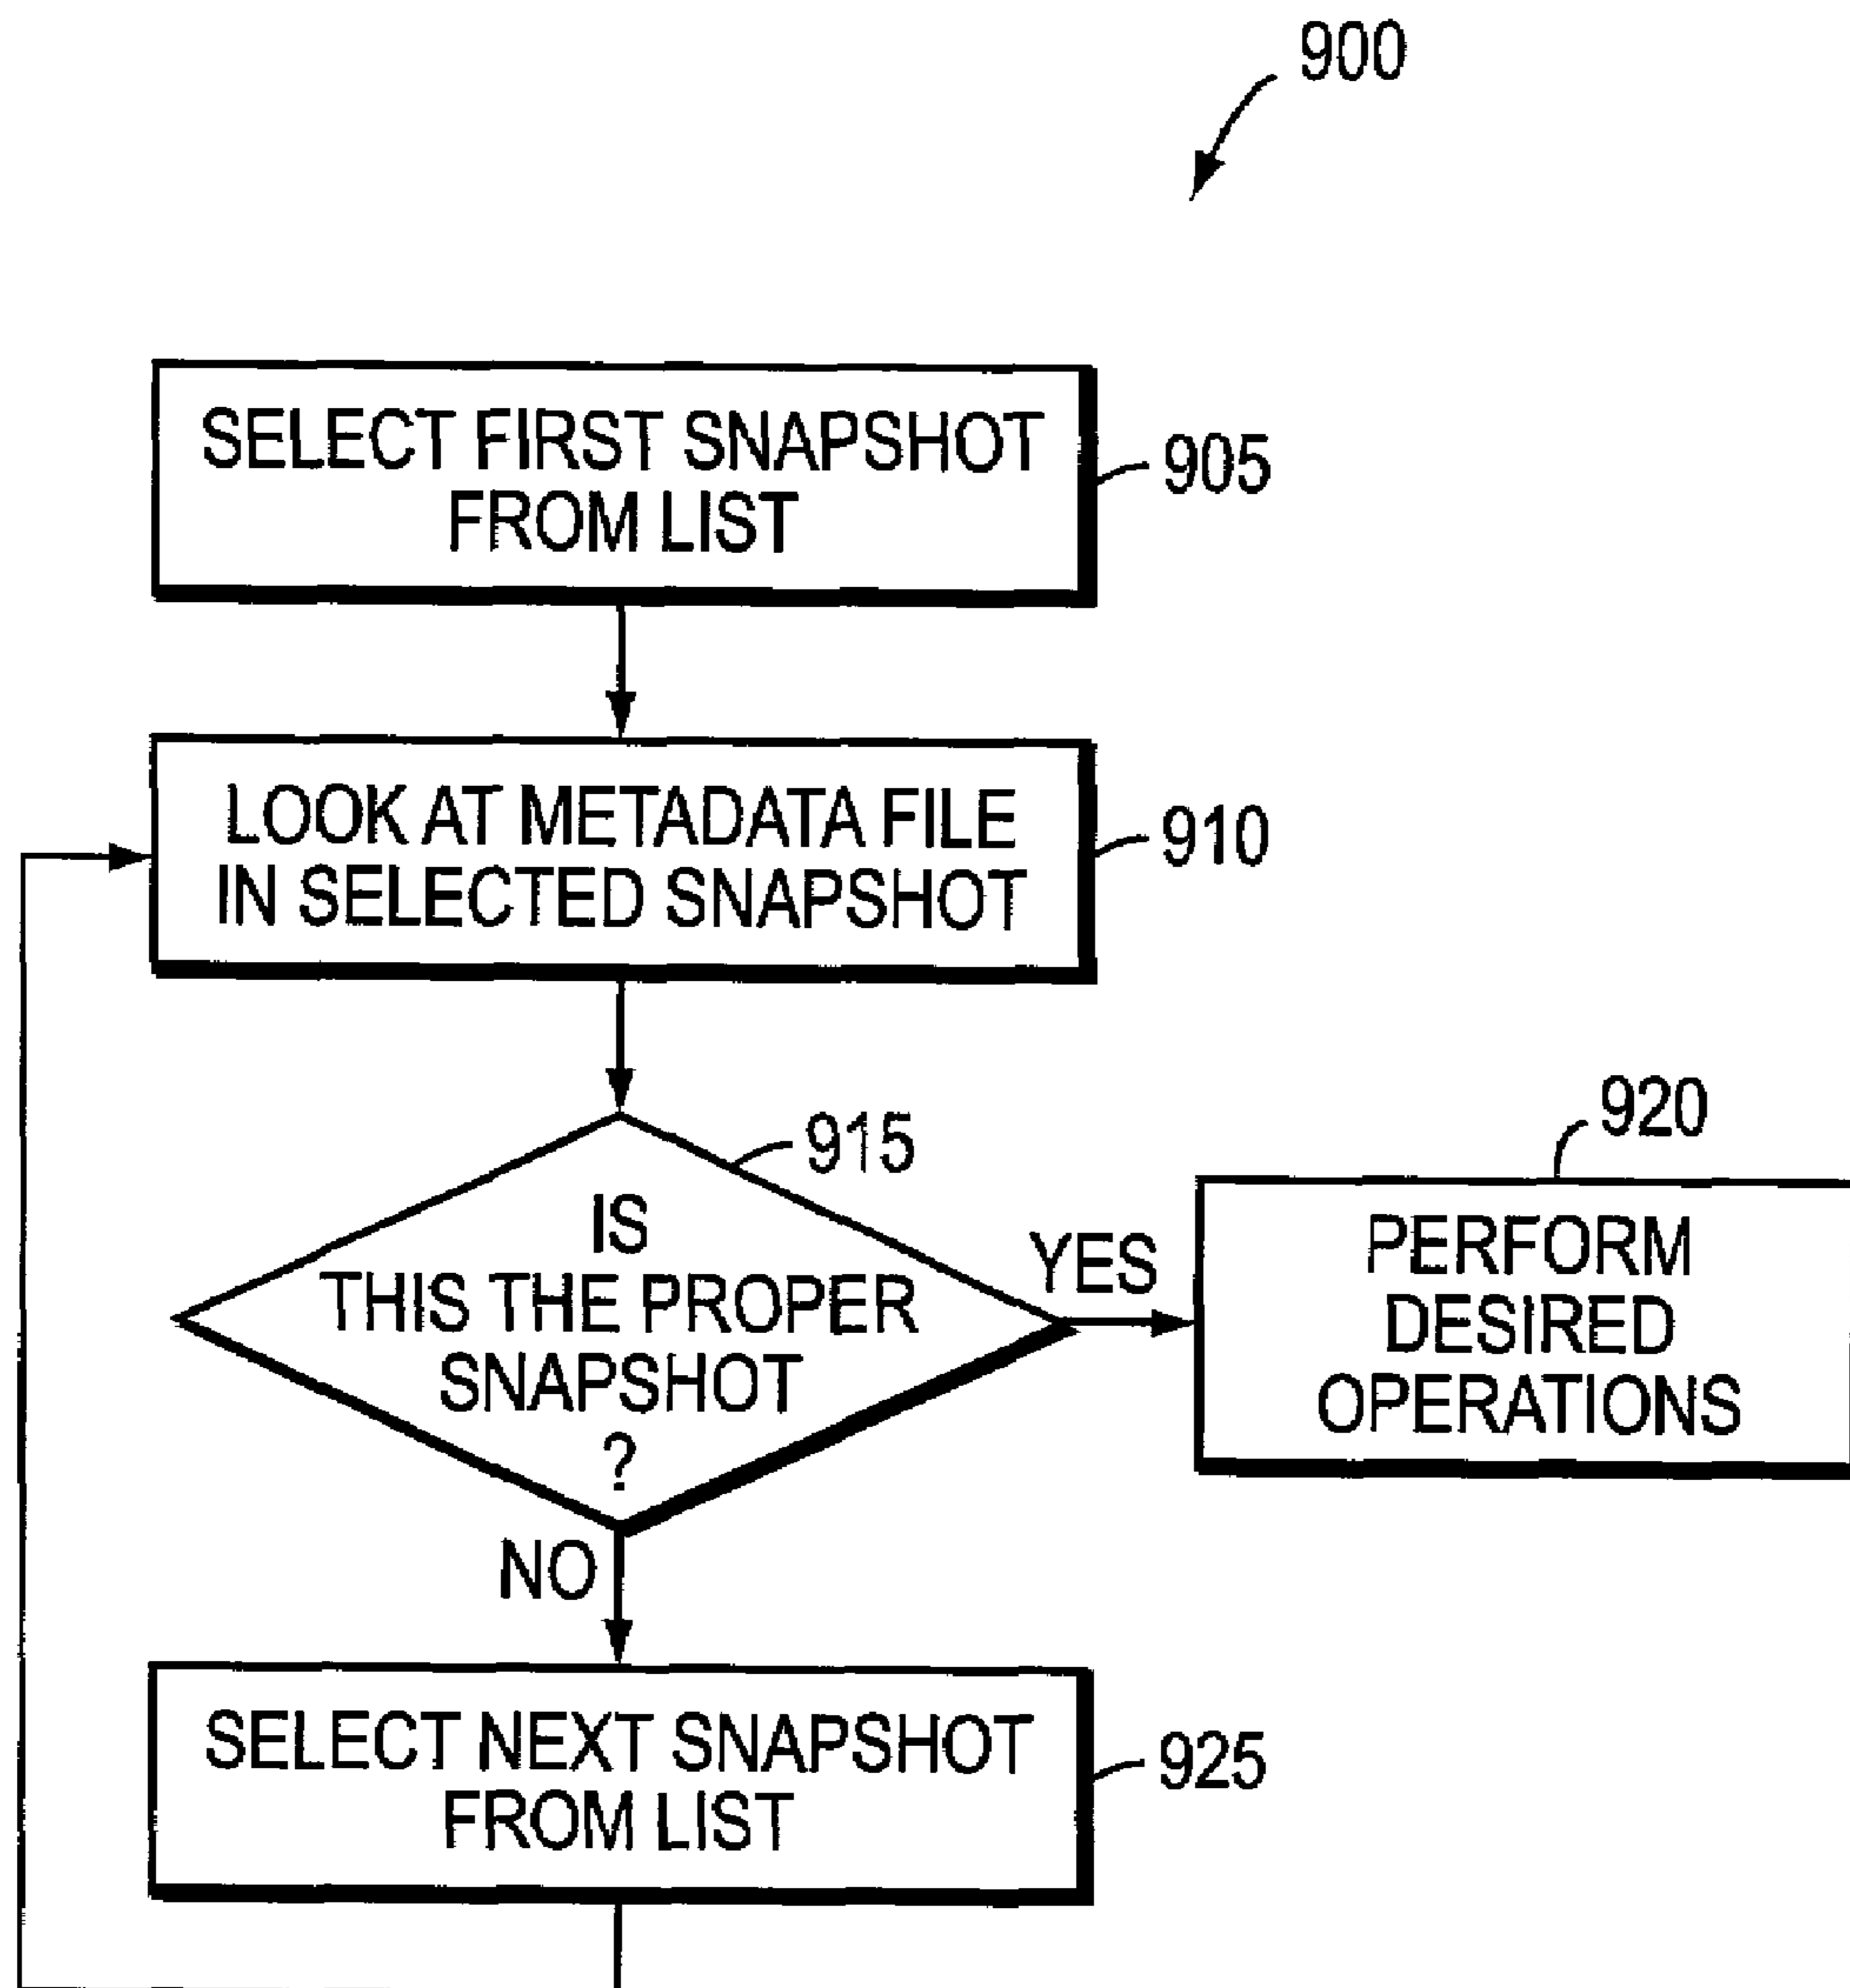 900
SELECT FIRST SNAPSHOT
FROM LIST
905
LOOK AT METADATA FILE
IN SELECTED SNAPSHOT
910
915
IS
THIS THE PROPER
SNAPSHOT
?
YES
920
PERFORM
DESIRED
OPERATIONS
NO
SELECT NEXT SNAPSHOT
FROM LIST
925